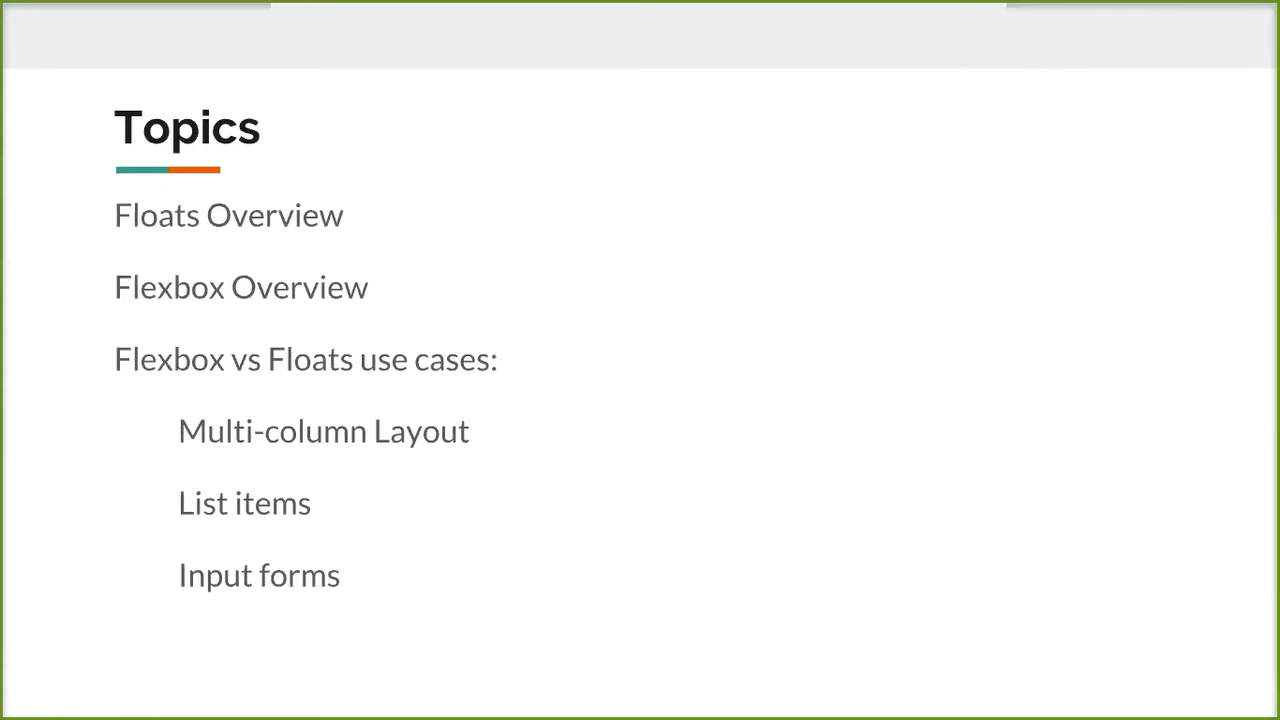 Topics
Floats Overview
Flexbox Overview
Flexbox vs Floats use cases:
Multi-column Layout
List items
Input forms